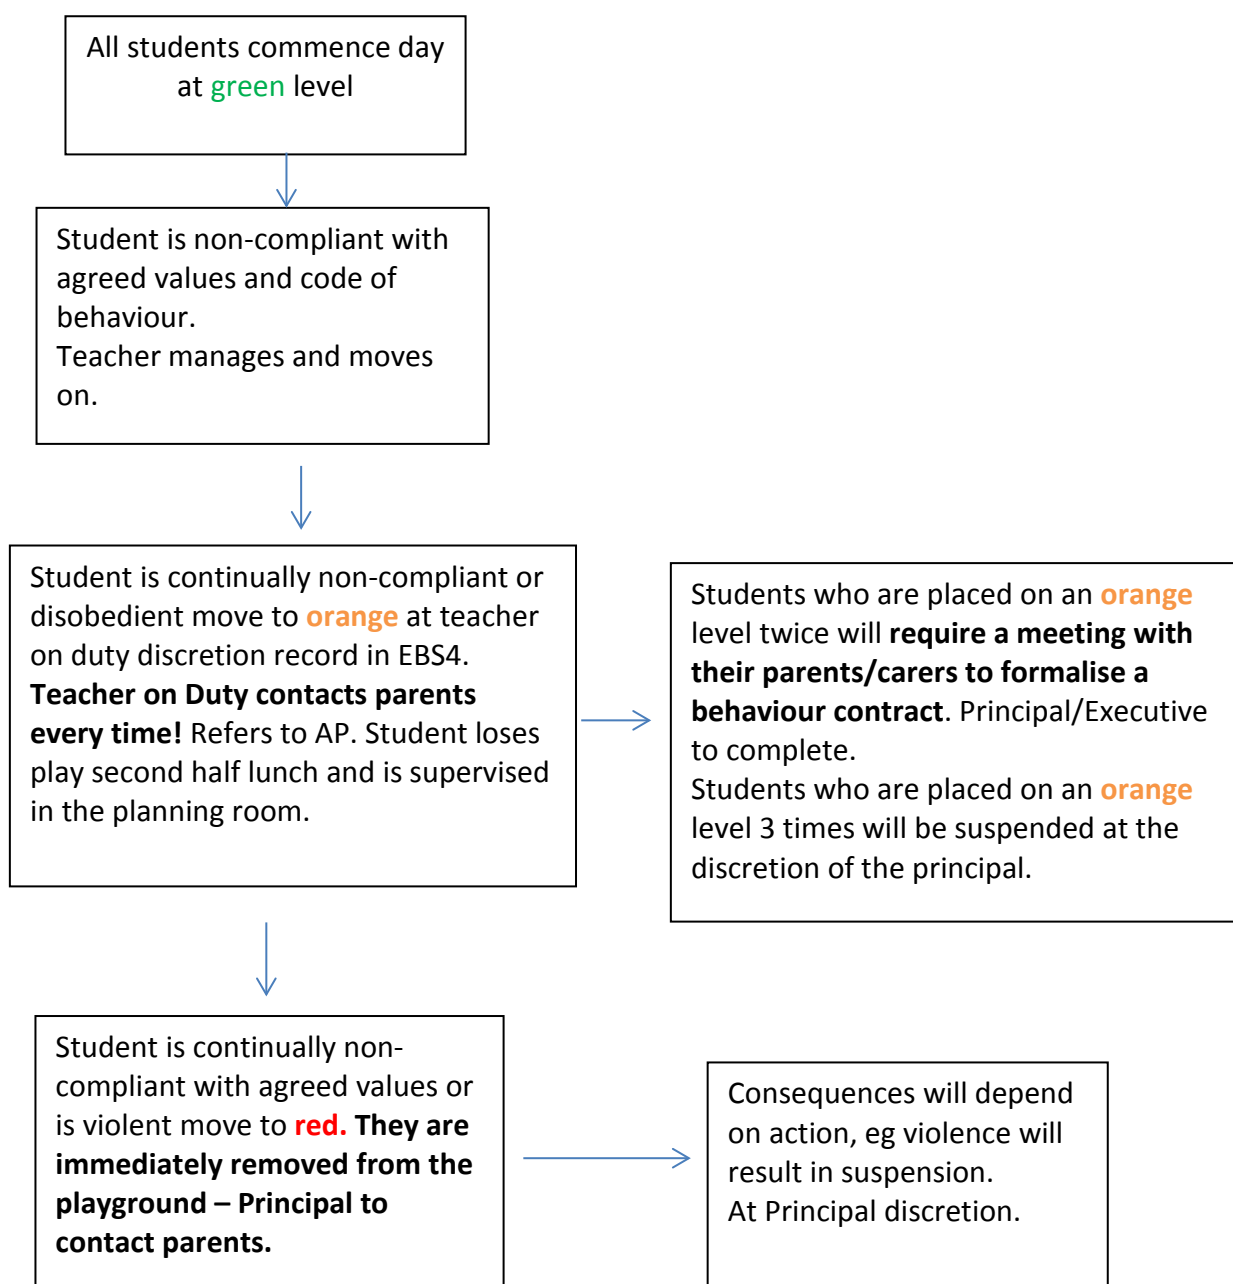 All students commence day
at green level
Student is non-compliant with
agreed values and code of
behaviour.
Teacher manages and moves
on.
Student is continually non-compliant or
disobedient move to orange at teacher
on duty discretion record in EBS4.
Teacher on Duty contacts parents
every time! Refers to AP. Student loses
play second half lunch and is supervised
in the planning room.
Students who are placed on an orange
level twice will require a meeting with
their parents/carers to formalise a
behaviour contract. Principal/Executive
to complete.
Students who are placed on an orange
level 3 times will be suspended at the
discretion of the principal.
Student is continually non-
compliant with agreed values or
is violent move to red. They are
immediately removed from the
playground – Principal to
contact parents.
Consequences will depend
on action, eg violence will
result in suspension.
At Principal discretion.